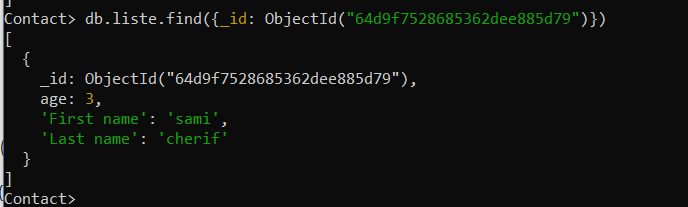 ]
Contact> db.liste.find({_id: ObjectId("64d9f7528685362dee885d79")})
[
  {
    _id: ObjectId("64d9f7528685362dee885d79"),
    age: 3,
    'First name': 'sami',
    'Last name': 'cherif'
  }
]
Contact>